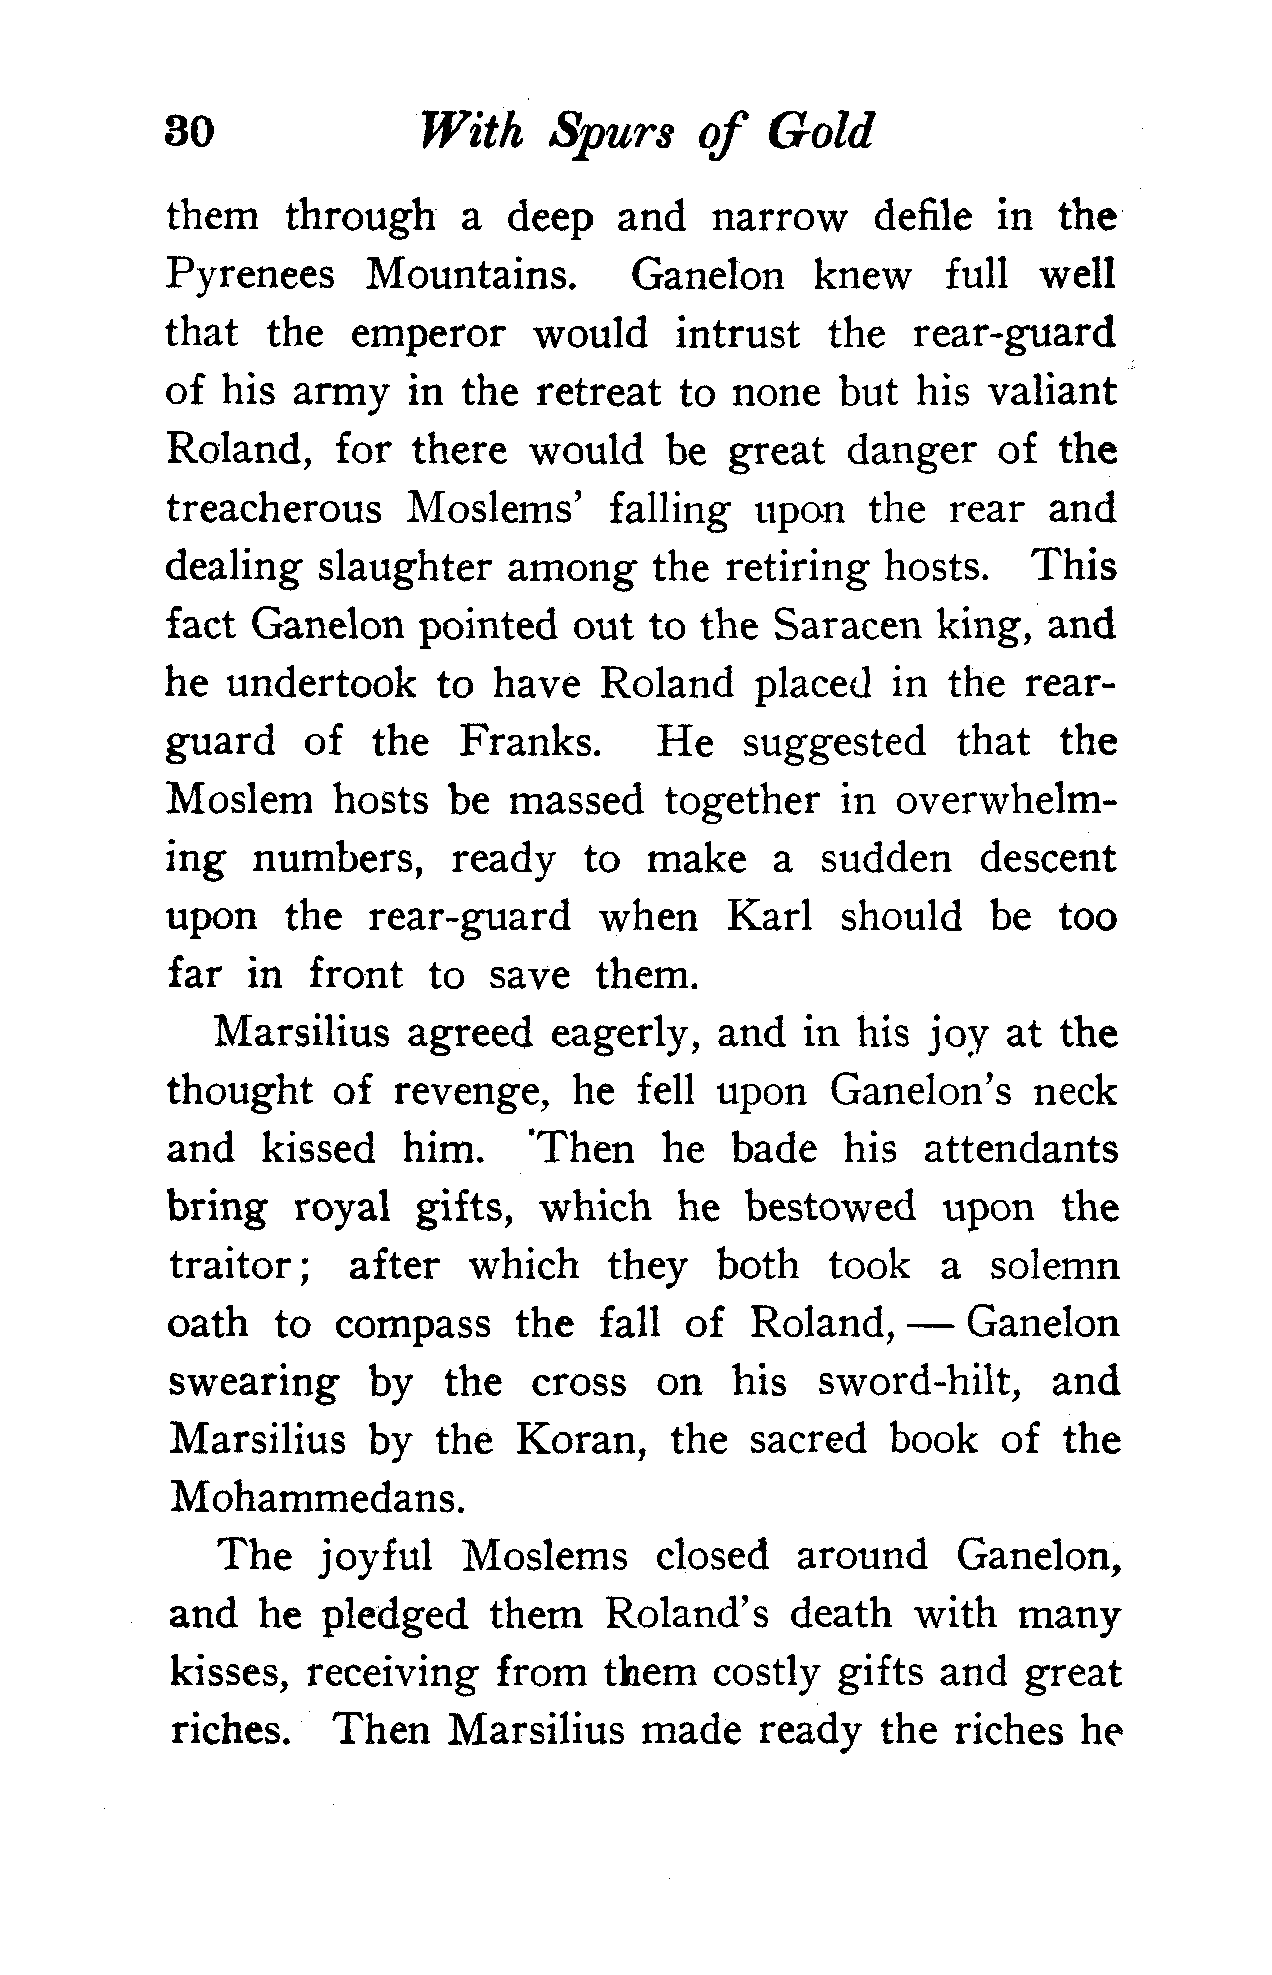 30 With Spurs of Gold
them through a deep and narrow defile in the
Pyrenees Mountains. Ganelon knew full well
that the emperor would intrust the rear-guard
of his army in the retreat to none but his valiant
Roland, for there would be great danger of the
treacherous Moslems' falling upon the rear and
dealing slaughter among the retiring hosts. This
fact Ganelon pointed out to the Saracen king, and
he undertook to have Roland placed in the rear-
guard of the Franks. He suggested that the
Moslem hosts be massed together in overwhelm-
ing numbers, ready to make a sudden descent
upon the rear-guard when Karl should be too
far in front to save them.
Marsilius agreed eagerly, and in his joy at the
thought of revenge, he fell upon Ganelon's neck
and kissed him. Then he bade his attendants
bring royal gifts, which he bestowed upon the
traitor; after which they both took a solemn
oath to compass the fall of Roland, — Ganelon
swearing by the cross on his sword-hilt, and
Marsilius by the Koran, the sacred book of the
Mohammedans.
The joyful Moslems closed around Ganelon,
and he pledged them Roland's death with many
kisses, receiving from them costly gifts and great
riches. Then Marsilius made ready the riches he